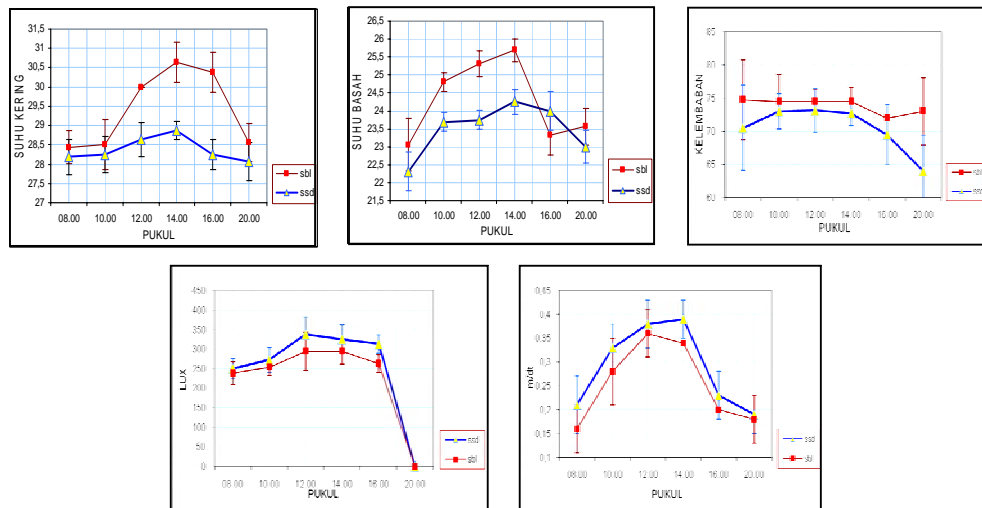 SUHU KERING
31,5
31
30,5
30
29,5
29
28,5
28
27,5
27
08.00 10.00 12.00 14.00 16.00 20.00
PUKUL
sbl
ssd
SUHU BASAH
26,5
26
25,5
25
24,5
24
23,5
23
22,5
22
21,5
08.00 10.00 12.00 14.00 16.00 20.00
PUKUL
sbl
ssd
KELEMBABAN
85
80
75
70
65
60
08.00 10.00 12.00 14.00 16.00 20.00
PUKUL
sbl
ssd
LUX
450
400
350
300
250
200
150
100
50
0
08.00 10.00 12.00 14.00 16.00 20.00
PUKUL
ssd
sbl
m/dt
0,45
0,4
0,35
0,3
0,25
0,2
0,15
0,1
08.00 10.00 12.00 14.00 16.00 20.00
PUKUL
ssd
sbl